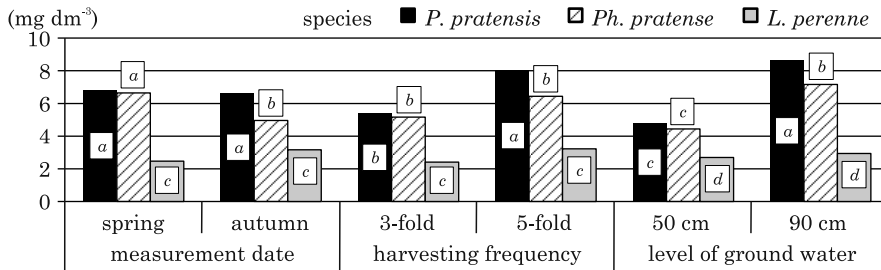 (mg dm-³) species P. pratensis Ph. pratense L. perenne
10
8
6
4
2
0
a a c
a b c
b b c
a b c
c c d
a b d
spring autumn 3-fold 5-fold 50 cm 90 cm
measurement date harvesting frequency level of ground water